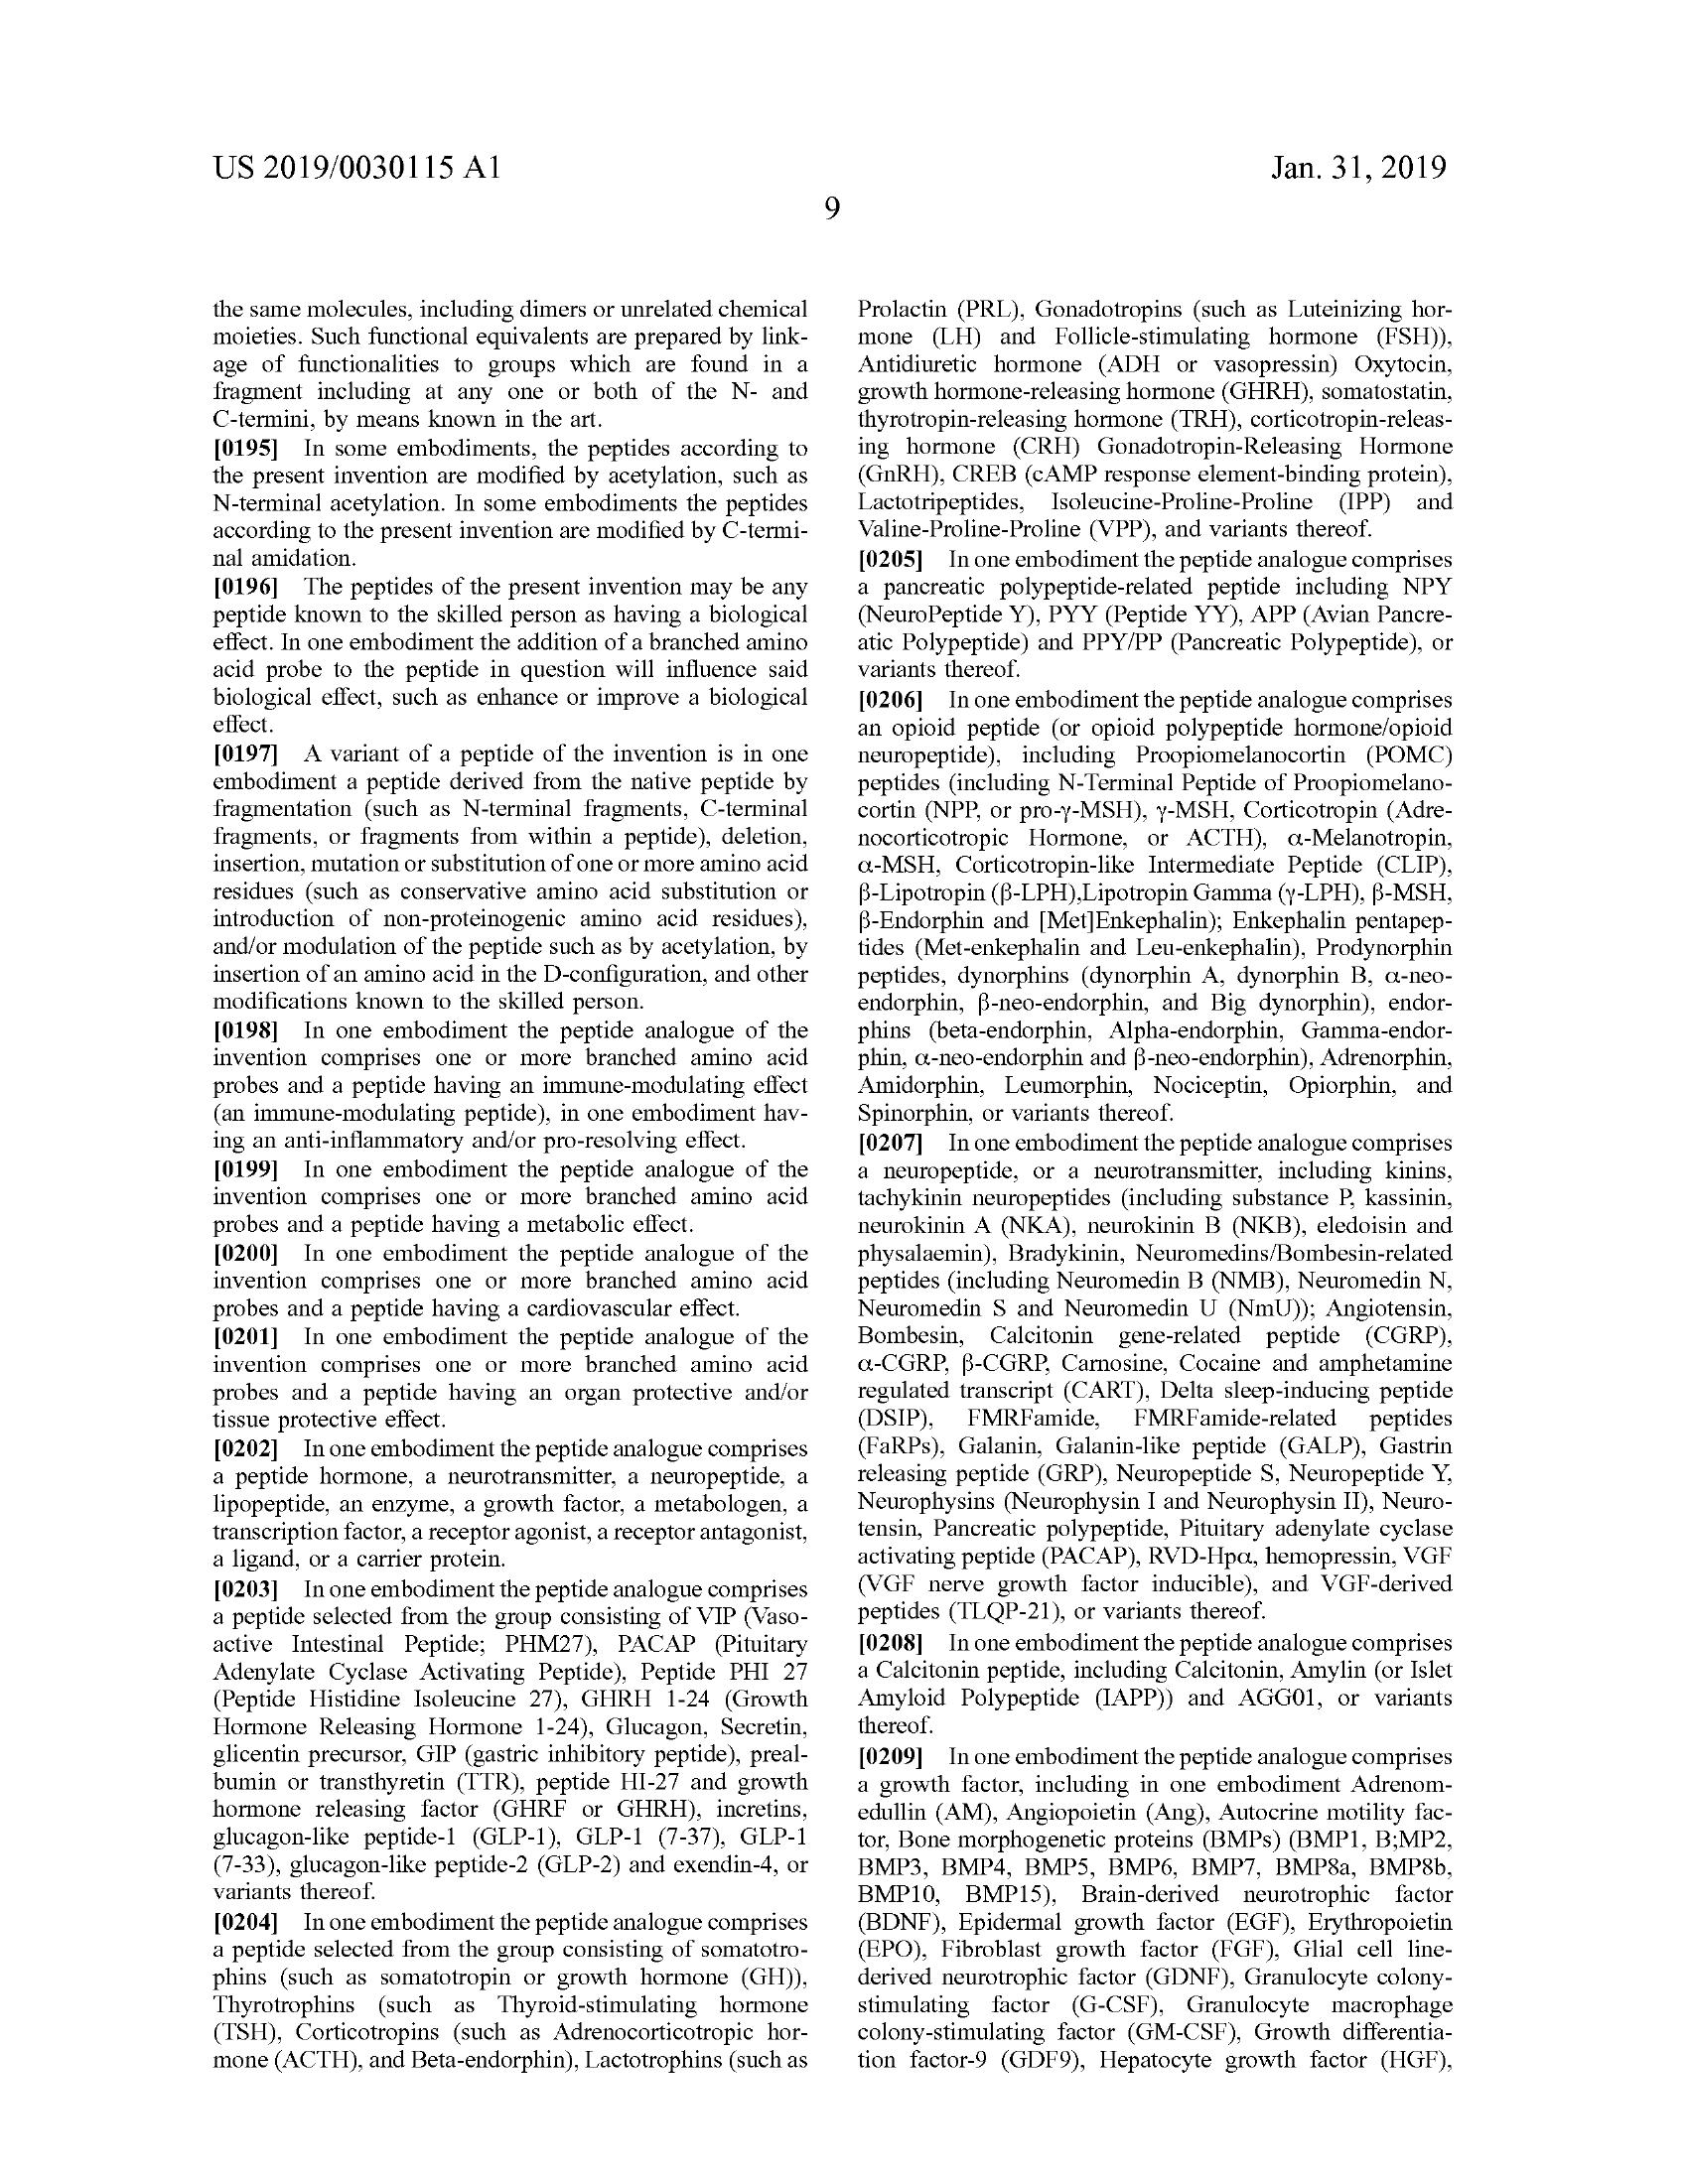 US 2019/0030115 A1
Jan. 31, 2019
9
the same molecules, including dimers or unrelated chemical
moieties. Such functional equivalents are prepared by link-
age of functionalities to groups which are found in a
fragment including at any one or both of the N- and
C-termini, by means known in the art.
[0195] In some embodiments, the peptides according to
the present invention are modified by acetylation, such as
N-terminal acetylation. In some embodiments the peptides
according to the present invention are modified by C-termi-
nal amidation.
[0196] The peptides of the present invention may be any
peptide known to the skilled person as having a biological
effect. In one embodiment the addition of a branched amino
acid probe to the peptide in question will influence said
biological effect, such as enhance or improve a biological
effect.
[0197] A variant of a peptide of the invention is in one
embodiment a peptide derived from the native peptide by
fragmentation (such as N-terminal fragments, C-terminal
fragments, or fragments from within a peptide), deletion,
insertion, mutation or substitution of one or more amino acid
residues (such as conservative amino acid substitution or
introduction of non-proteinogenic amino acid residues),
and/or modulation of the peptide such as by acetylation, by
insertion of an amino acid in the D-configuration, and other
modifications known to the skilled person.
[0198] In one embodiment the peptide analogue of the
invention comprises one or more branched amino acid
probes and a peptide having an immune-modulating effect
(an immune-modulating peptide), in one embodiment hav-
ing an anti-inflammatory and/or pro-resolving effect.
[0199] In one embodiment the peptide analogue of the
invention comprises one or more branched amino acid
probes and a peptide having a metabolic effect.
[0200] In one embodiment the peptide analogue of the
invention comprises one or more branched amino acid
probes and a peptide having a cardiovascular effect.
[0201] In one embodiment the peptide analogue of the
invention comprises one or more branched amino acid
probes and a peptide having an organ protective and/or
tissue protective effect.
[0202] In one embodiment the peptide analogue comprises
a peptide hormone, a neurotransmitter, a neuropeptide, a
lipopeptide, an enzyme, a growth factor, a metabologen, a
transcription factor, a receptor agonist, a receptor antagonist,
a ligand, or a carrier protein.
[0203] In one embodiment the peptide analogue comprises
a peptide selected from the group consisting of VIP (Vaso-
active Intestinal Peptide; PHM27), PACAP (Pituitary
Adenylate Cyclase Activating Peptide), Peptide PHI 27
(Peptide Histidine Isoleucine 27), GHRH 1-24 (Growth
Hormone Releasing Hormone 1-24), Glucagon, Secretin,
glicentin precursor, GIP (gastric inhibitory peptide), preal-
bumin or transthyretin (TTR), peptide HI-27 and growth
hormone releasing factor (GHRF or GHRH), incretins,
glucagon-like peptide-1 (GLP-1), GLP-1 (7-37), GLP-1
(7-33), glucagon-like peptide-2 (GLP-2) and exendin-4, or
variants thereof.
[0204] In one embodiment the peptide analogue comprises
a peptide selected from the group consisting of somatotro-
phins (such as somatotropin or growth hormone (GH)),
Thyrotrophins (such as Thyroid-stimulating hormone
(TSH), Corticotropins (such as Adrenocorticotropic hor-
mone (ACTH), and Beta-endorphin), Lactotrophins (such as
Prolactin (PRL), Gonadotropins (such as Luteinizing hor-
mone (LH) and Follicle-stimulating hormone (FSH)),
Antidiuretic hormone (ADH or vasopressin) Oxytocin,
growth hormone-releasing hormone (GHRH), somatostatin,
thyrotropin-releasing hormone (TRH), corticotropin-releas-
ing hormone (CRH) Gonadotropin-Releasing Hormone
(GnRH), CREB (cAMP response element-binding protein),
Lactotripeptides, Isoleucine-Proline-Proline (IPP) and
Valine-Proline-Proline (VPP), and variants thereof.
[0205] In one embodiment the peptide analogue comprises
a pancreatic polypeptide-related peptide including NPY
(NeuroPeptide Y), PYY (Peptide YY), APP (Avian Pancre-
atic Polypeptide) and PPY/PP (Pancreatic Polypeptide), or
variants thereof.
[0206] In one embodiment the peptide analogue comprises
an opioid peptide (or opioid polypeptide hormone/opioid
neuropeptide), including Proopiomelanocortin (POMC)
peptides (including N-Terminal Peptide of Proopiomelano-
cortin (NPP, or pro-γ-MSH), γ-MSH, Corticotropin (Adre-
nocorticotropic Hormone, or ACTH), α-Melanotropin,
α-MSH, Corticotropin-like Intermediate Peptide (CLIP),
β-Lipotropin (β-LPH),Lipotropin Gamma (γ-LPH), β-MSH,
β-Endorphin and [Met]Enkephalin); Enkephalin pentapep-
tides (Met-enkephalin and Leu-enkephalin), Prodynorphin
peptides, dynorphins (dynorphin A, dynorphin B, α-neo-
endorphin, β-neo-endorphin, and Big dynorphin), endor-
phins (beta-endorphin, Alpha-endorphin, Gamma-endor-
phin, α-neo-endorphin and β-neo-endorphin), Adrenorphin,
Amidorphin, Leumorphin, Nociceptin, Opiorphin, and
Spinorphin, or variants thereof.
[0207] In one embodiment the peptide analogue comprises
a neuropeptide, or a neurotransmitter, including kinins,
tachykinin neuropeptides (including substance P, kassinin,
neurokinin A (NKA), neurokinin B (NKB), eledoisin and
physalaemin), Bradykinin, Neuromedins/Bombesin-related
peptides (including Neuromedin B (NMB), Neuromedin N,
Neuromedin S and Neuromedin U (NmU)); Angiotensin,
Bombesin, Calcitonin gene-related peptide (CGRP),
α-CGRP, β-CGRP, Carnosine, Cocaine and amphetamine
regulated transcript (CART), Delta sleep-inducing peptide
(DSIP), FMRFamide, FMRFamide-related peptides
(FaRPs), Galanin, Galanin-like peptide (GALP), Gastrin
releasing peptide (GRP), Neuropeptide S, Neuropeptide Y,
Neurophysins (Neurophysin I and Neurophysin II), Neuro-
tensin, Pancreatic polypeptide, Pituitary adenylate cyclase
activating peptide (PACAP), RVD-Hpα, hemopressin, VGF
(VGF nerve growth factor inducible), and VGF-derived
peptides (TLQP-21), or variants thereof.
[0208] In one embodiment the peptide analogue comprises
a Calcitonin peptide, including Calcitonin, Amylin (or Islet
Amyloid Polypeptide (IAPP)) and AGG01, or variants
thereof.
[0209] In one embodiment the peptide analogue comprises
a growth factor, including in one embodiment Adrenom-
edullin (AM), Angiopoietin (Ang), Autocrine motility fac-
tor, Bone morphogenetic proteins (BMPs) (BMP1, B;MP2,
BMP3, BMP4, BMP5, BMP6, BMP7, BMP8a, BMP8b,
BMP10, BMP15), Brain-derived neurotrophic factor
(BDNF), Epidermal growth factor (EGF), Erythropoietin
(EPO), Fibroblast growth factor (FGF), Glial cell line-
derived neurotrophic factor (GDNF), Granulocyte colony-
stimulating factor (G-CSF), Granulocyte macrophage
colony-stimulating factor (GM-CSF), Growth differentia-
tion factor-9 (GDF9), Hepatocyte growth factor (HGF),